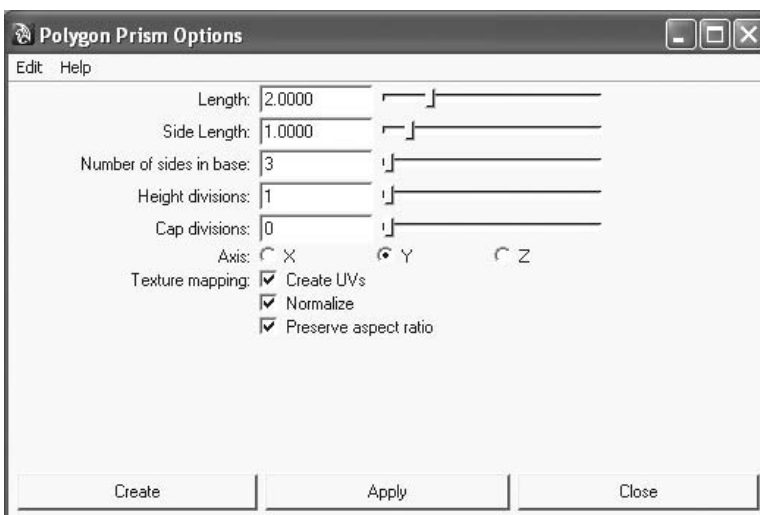 Polygon Prism Options
Edit Help
Length: 2.0000
Side Length: 1.0000
Number of sides in base: 3
Height divisions: 1
Cap divisions: 0
Axis: X Y Z
Texture mapping: Create UVs
Normalize
Preserve aspect ratio
Create Apply Close